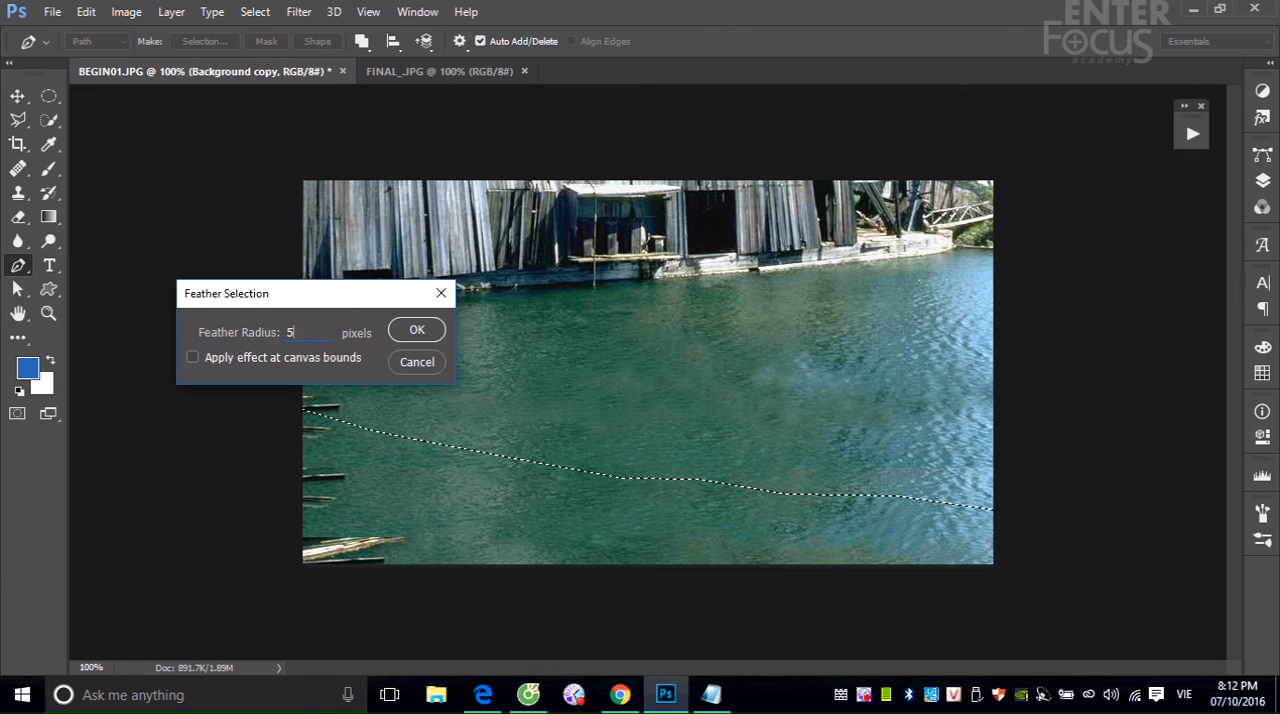 Ps File Edit Image Layer Type Select Filter 3D View Window Help
ENTER
FOCUS
academy
Path Make: Selection... Mask Shape Auto Add/Delete Align Edges Essentials
BEGIN01.JPG @ 100% (Background copy, RGB/8#) * × FINAL_.JPG @ 100% (RGB/8#) ×
Feather Selection
Feather Radius: 5 pixels OK
Apply effect at canvas bounds
Cancel
100% Doc: 891.7K/1.89M
Ask me anything
VIE
8:12 PM
07/10/2016